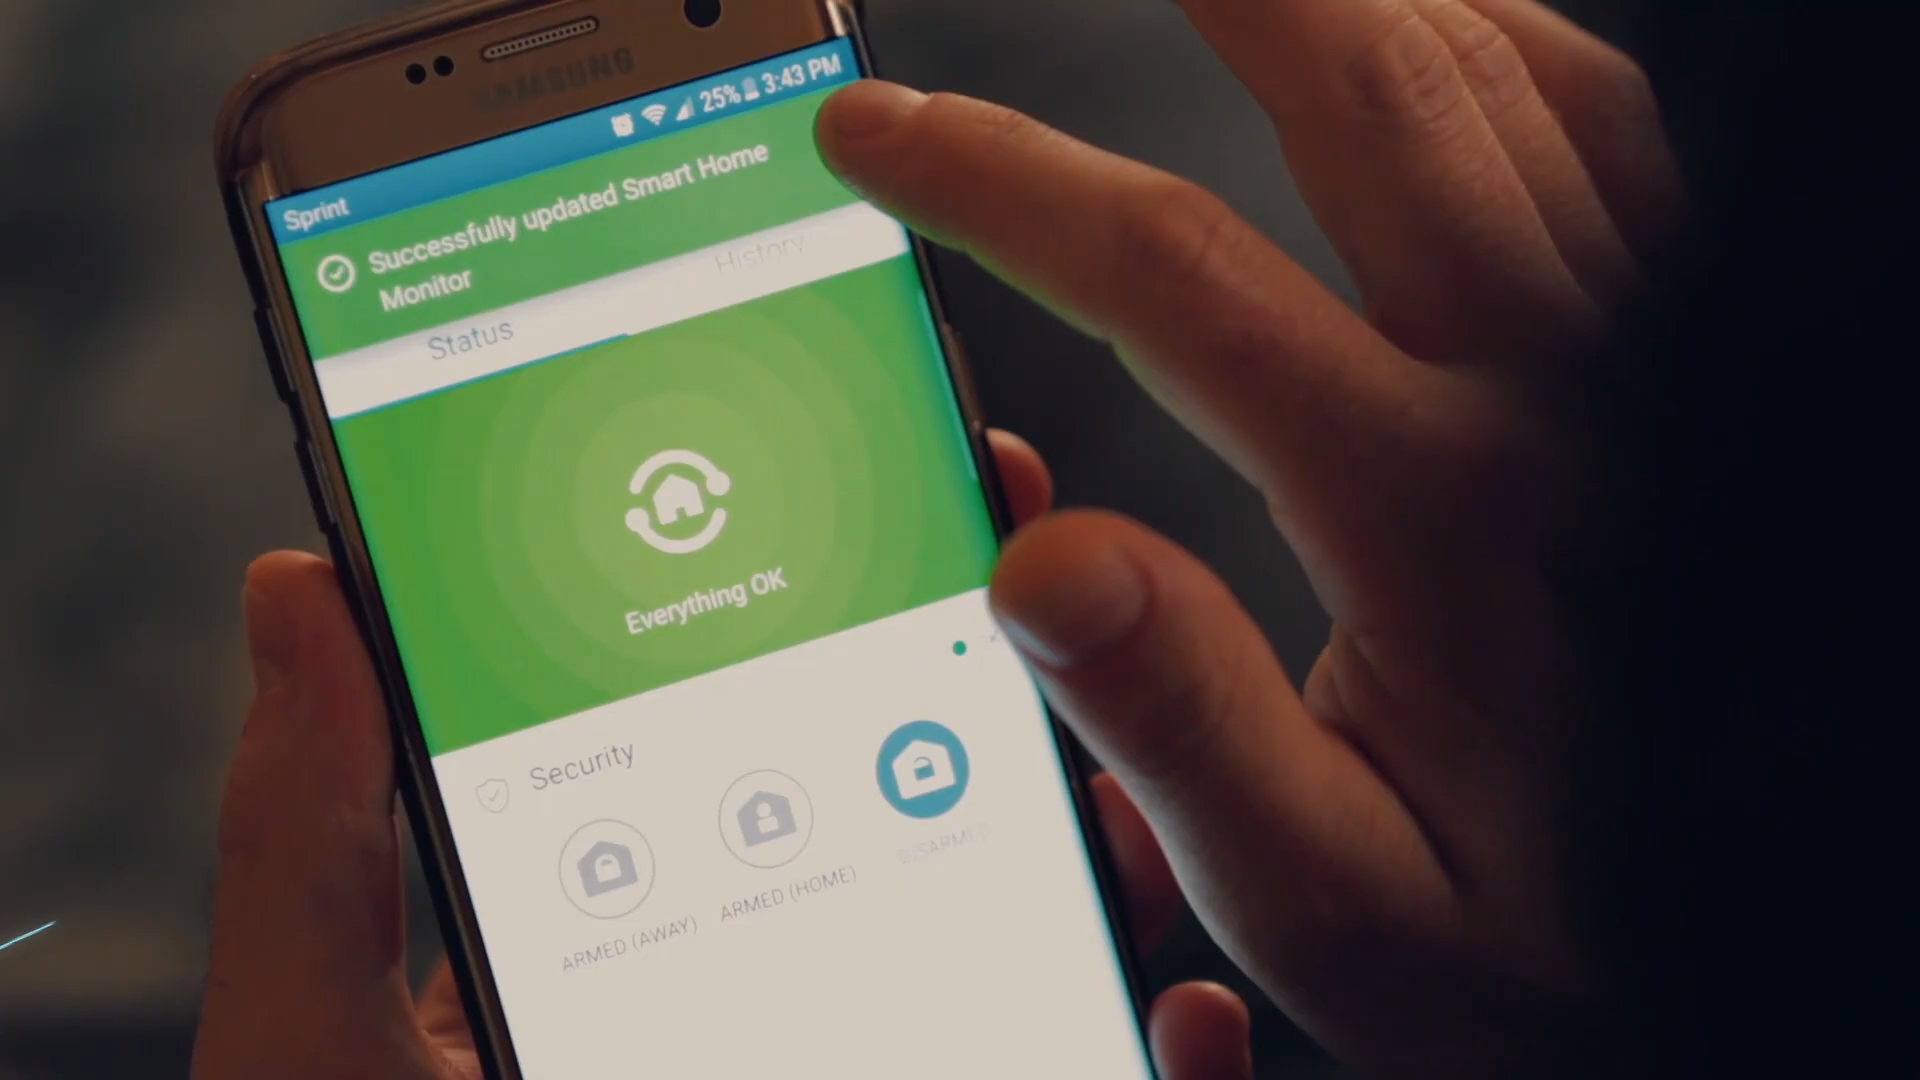 SAMSUNG
Sprint
25% 3:43 PM
Successfully updated Smart Home
Monitor
Status
History
Everything OK
Security
ARMED (AWAY)
ARMED (HOME)
DISARMED